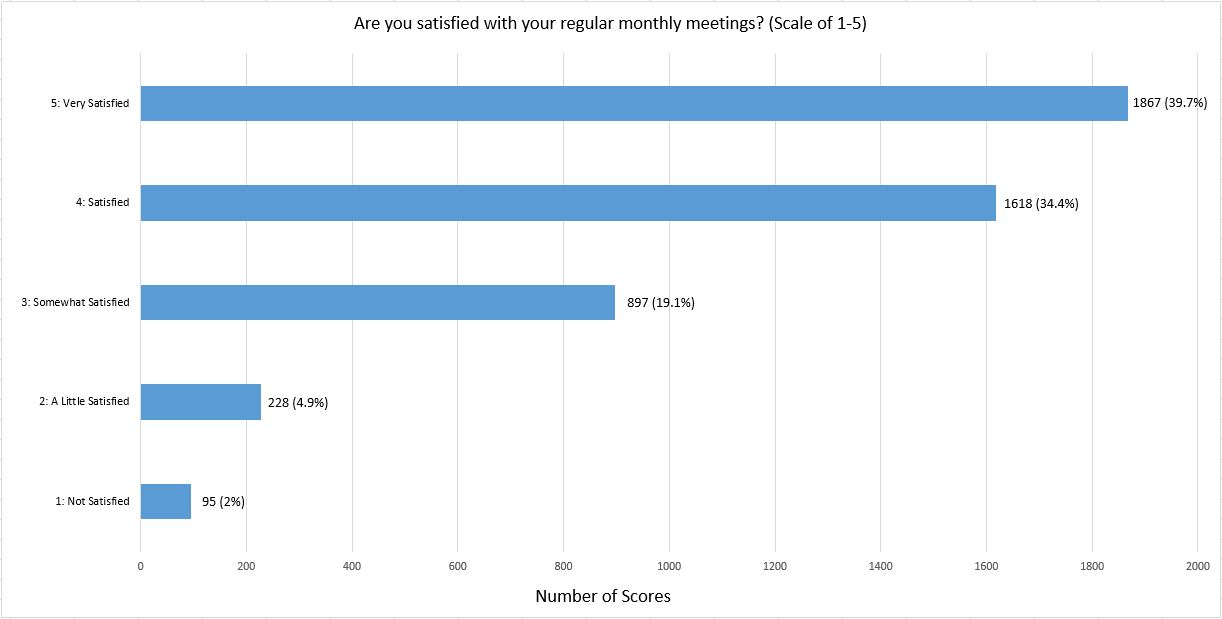 Are you satisfied with your regular monthly meetings? (Scale of 1-5)
5: Very Satisfied
1867 (39.7%)
4: Satisfied
1618 (34.4%)
3: Somewhat Satisfied
897 (19.1%)
2: A Little Satisfied
228 (4.9%)
1: Not Satisfied
95 (2%)
0 200 400 600 800 1000 1200 1400 1600 1800 2000
Number of Scores